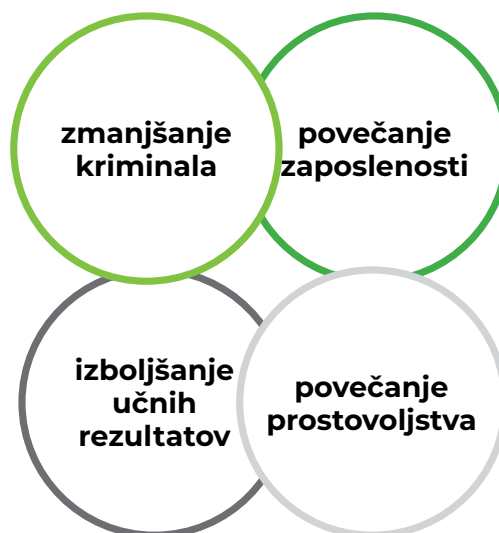 zmanjšanje
kriminala
povečanje
zaposlenosti
izboljšanje
učnih
rezultatov
povečanje
prostovoljstva